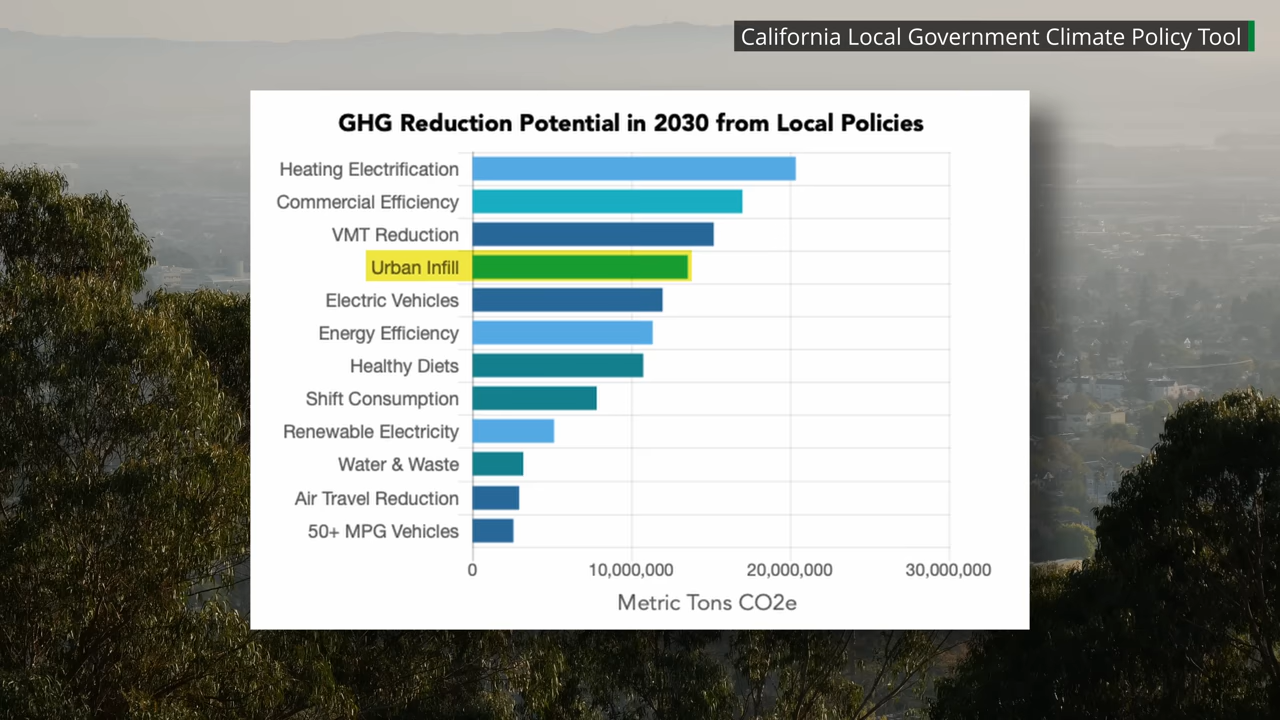 California Local Government Climate Policy Tool
GHG Reduction Potential in 2030 from Local Policies
Heating Electrification
Commercial Efficiency
VMT Reduction
Urban Infill
Electric Vehicles
Energy Efficiency
Healthy Diets
Shift Consumption
Renewable Electricity
Water & Waste
Air Travel Reduction
50+ MPG Vehicles
0 10,000,000 20,000,000 30,000,000
Metric Tons CO2e